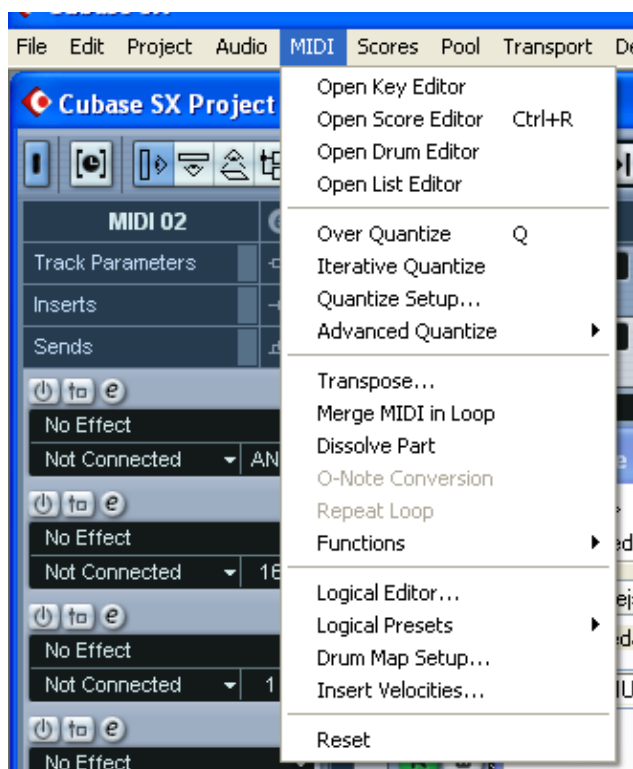 File Edit Project Audio MIDI Scores Pool Transport
Cubase SX Project
MIDI 02
Track Parameters
Inserts
Sends
No Effect
Not Connected AN
No Effect
Not Connected 16
No Effect
Not Connected 1
No Effect
Open Key Editor
Open Score Editor Ctrl+R
Open Drum Editor
Open List Editor
Over Quantize Q
Iterative Quantize
Quantize Setup...
Advanced Quantize
Transpose...
Merge MIDI in Loop
Dissolve Part
O-Note Conversion
Repeat Loop
Functions
Logical Editor...
Logical Presets
Drum Map Setup...
Insert Velocities...
Reset